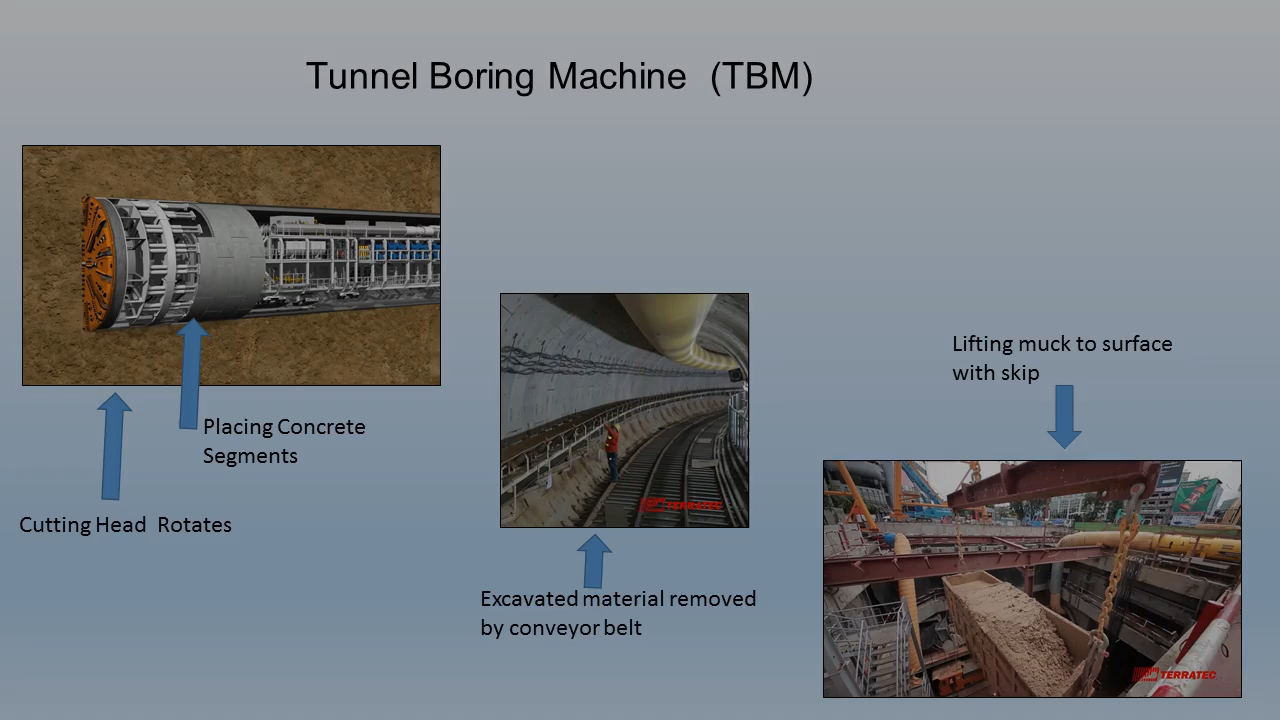 Tunnel Boring Machine (TBM)
Lifting muck to surface
with skip
Placing Concrete
Segments
TERRATEC
Cutting Head Rotates
Excavated material removed
by conveyor belt
TERRATEC